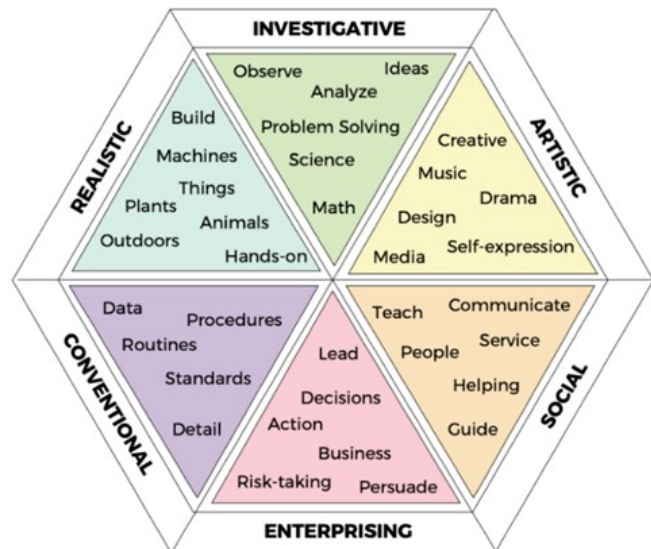 INVESTIGATIVE
Observe
Ideas
Analyze
Problem Solving
Science
Math
REALISTIC
Build
Machines
Things
Plants
Animals
Outdoors
Hands-on
ARTISTIC
Creative
Music
Drama
Design
Self-expression
Media
CONVENTIONAL
Data
Procedures
Routines
Standards
Detail
Lead
Decisions
Action
Business
Risk-taking
Persuade
ENTERPRISING
Teach
Communicate
People
Service
Helping
Guide
SOCIAL